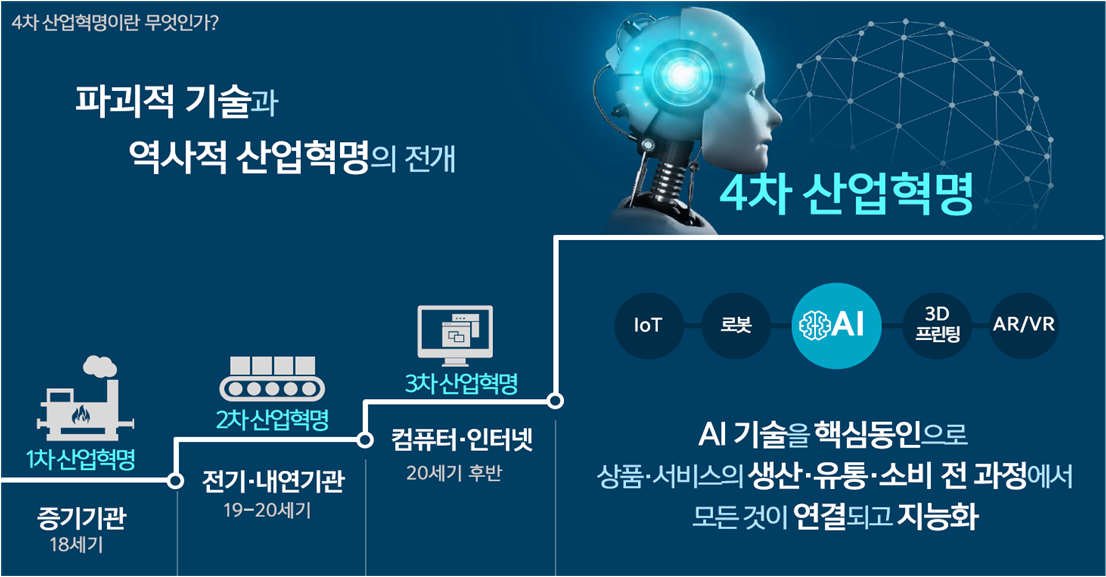 4차 산업혁명이란 무엇인가?
파괴적 기술과
역사적 산업혁명의 전개
4차 산업혁명
IoT
로봇
AI
3D
프린팅
AR/VR
3차 산업혁명
2차 산업혁명
1차 산업혁명
컴퓨터·인터넷
20세기 후반
전기·내연기관
19-20세기
증기기관
18세기
AI 기술을 핵심동인으로
상품·서비스의 생산·유통·소비 전 과정에서
모든 것이 연결되고 지능화